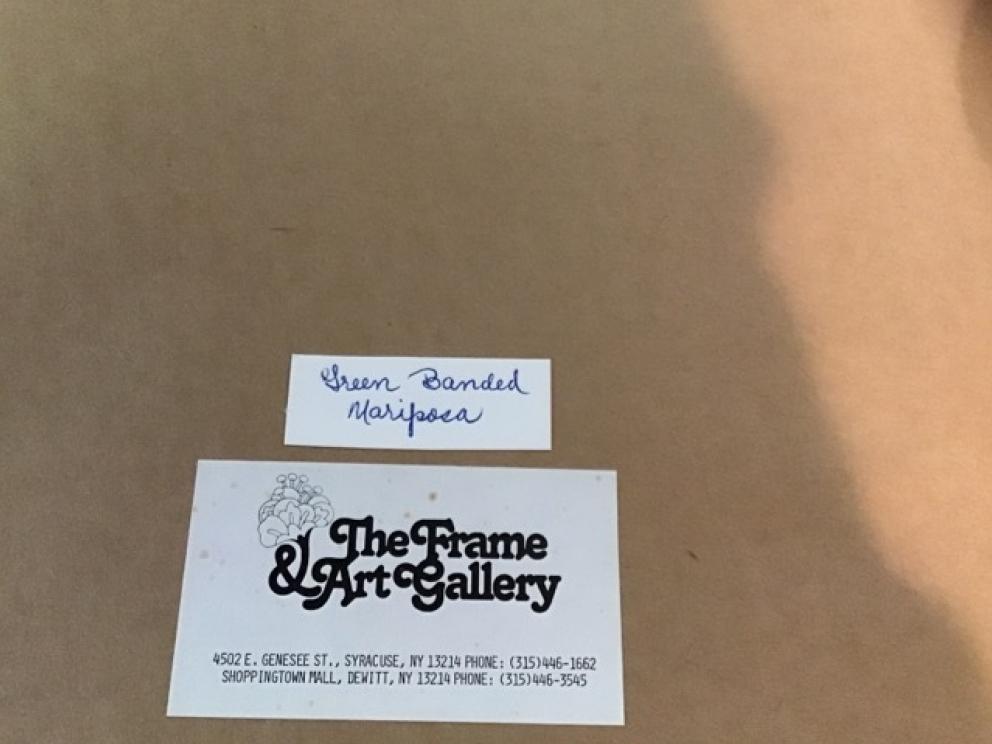 Green Banded
Mariposa
The Frame
& Art Gallery
4502 E. GENESEE ST., SYRACUSE, NY 13214 PHONE: (315)446-1662
SHOPPINGTOWN MALL, DEWITT, NY 13214 PHONE: (315)446-3545